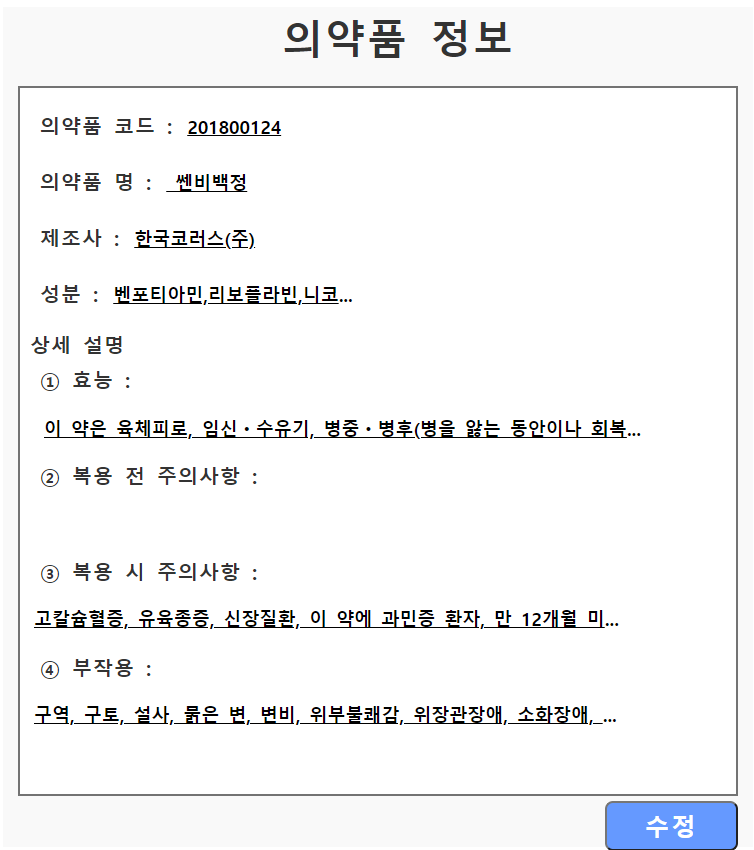 의약품 정보
의약품 코드 : 201800124
의약품 명 : 쎈비백정
제조사 : 한국코러스(주)
성분 : 벤포티아민,리보플라빈,니코...
상세 설명
① 효능 :
이 약은 육체피로, 임신·수유기, 병중·병후(병을 앓는 동안이나 회복...
② 복용 전 주의사항 :
③ 복용 시 주의사항 :
고칼슘혈증, 유육종증, 신장질환, 이 약에 과민증 환자, 만 12개월 미...
④ 부작용 :
구역, 구토, 설사, 묽은 변, 변비, 위부불쾌감, 위장관장애, 소화장애, ...
수정